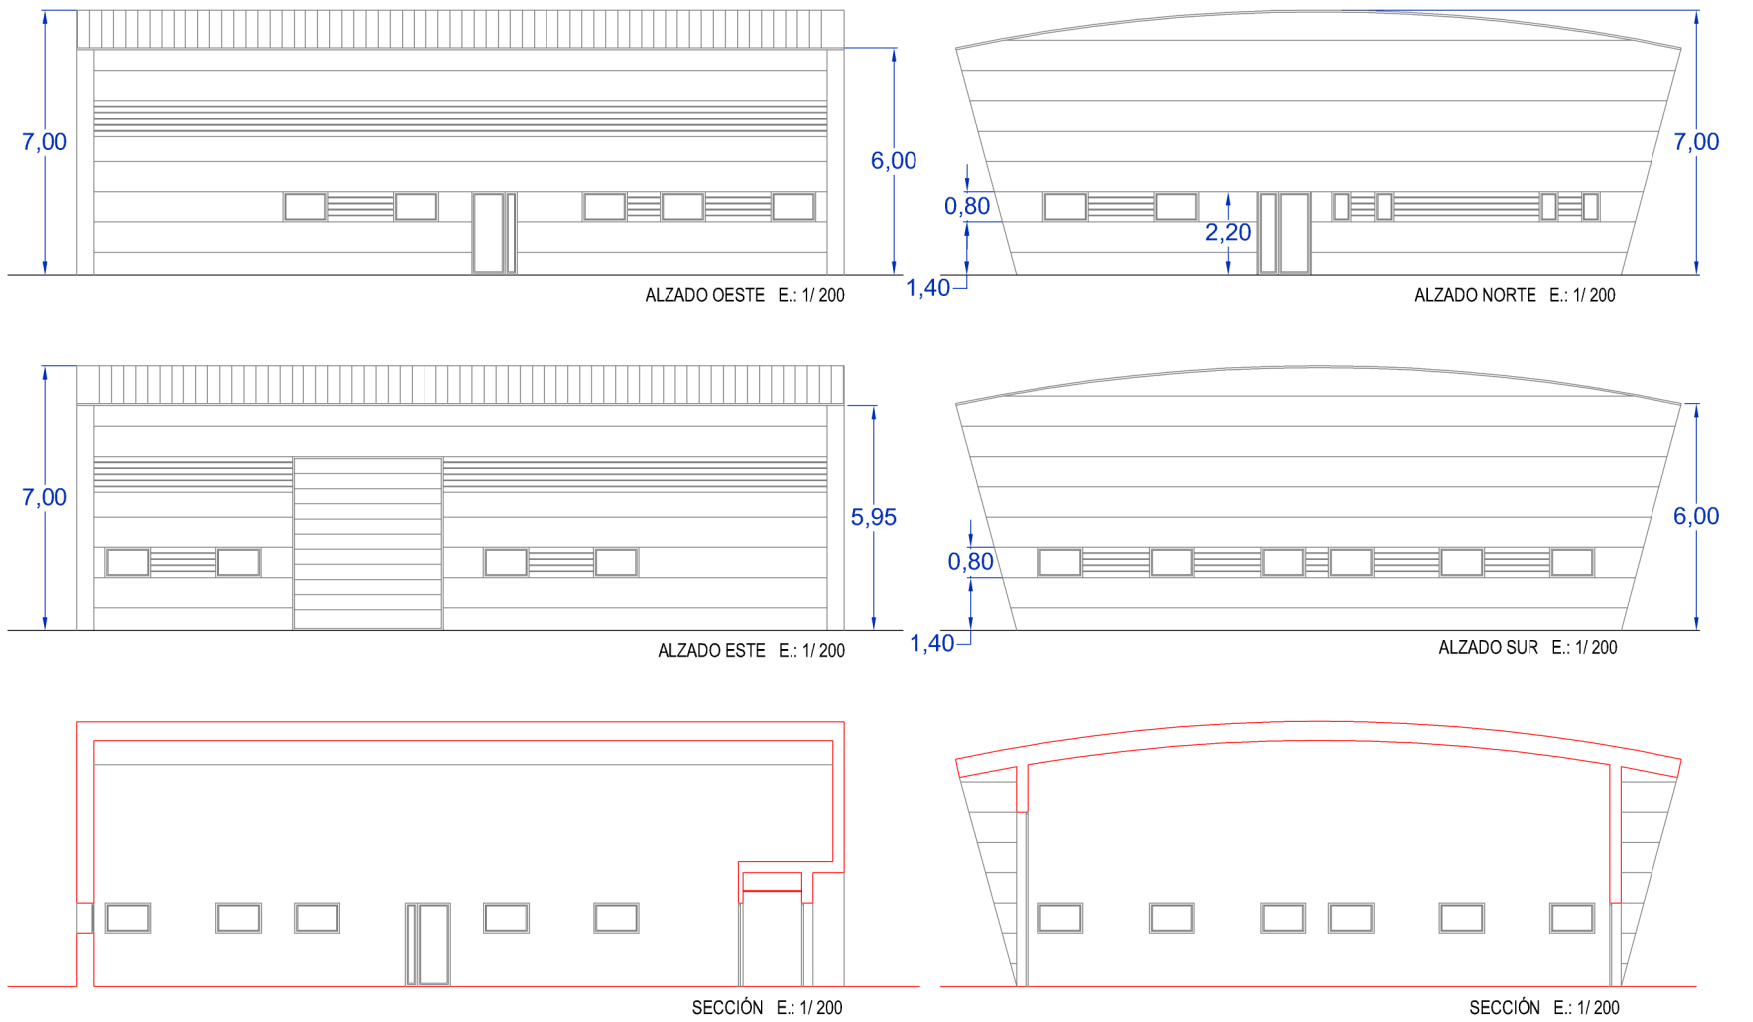 7,00
6,00
ALZADO OESTE E.: 1/ 200
7,00
0,80
2,20
1,40
ALZADO NORTE E.: 1/ 200
7,00
5,95
ALZADO ESTE E.: 1/ 200
6,00
0,80
1,40
ALZADO SUR E.: 1/ 200
SECCIÓN E.: 1/ 200
SECCIÓN E.: 1/ 200